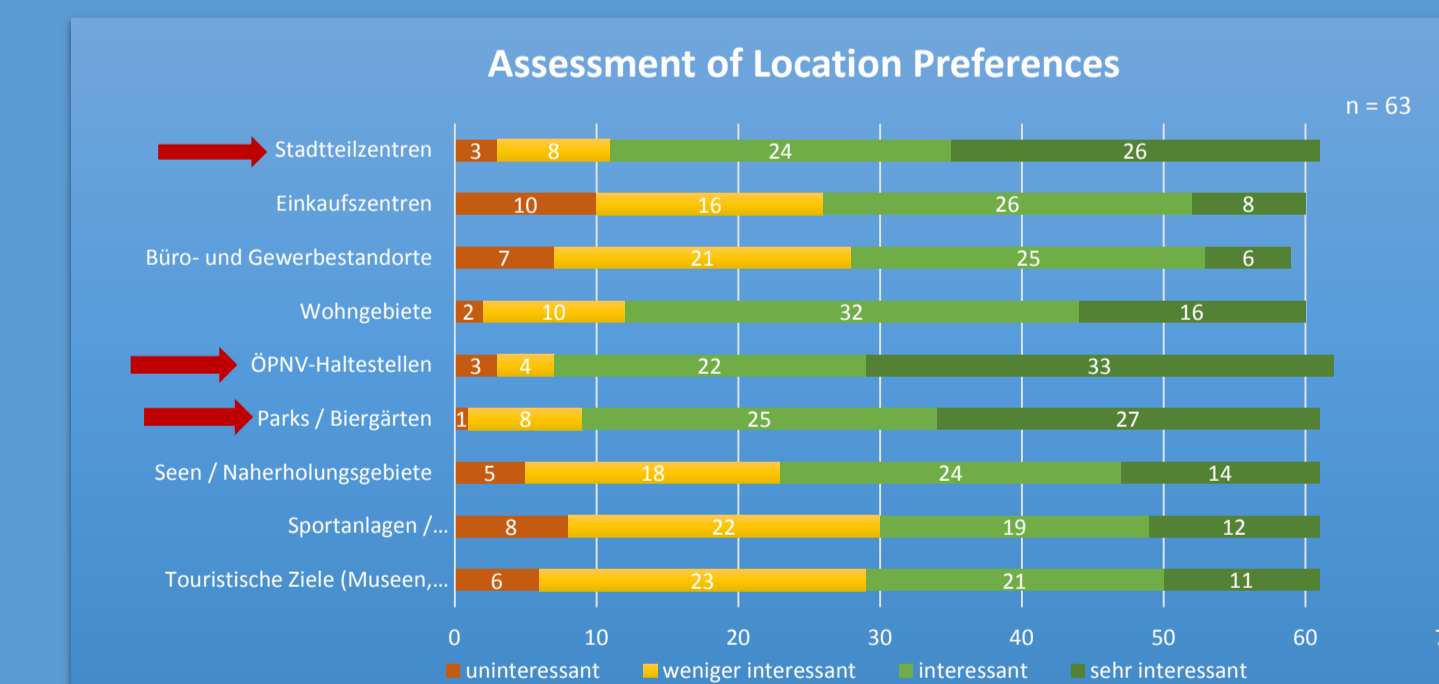 Assessment of Location Preferences
n = 63
Stadtteilzentren 3 8 24 26
Einkaufszentren 10 16 26 8
Büro- und Gewerbestandorte 7 21 25 6
Wohngebiete 2 10 32 16
ÖPNV-Haltestellen 3 4 22 33
Parks / Biergärten 1 8 25 27
Seen / Naherholungsgebiete 5 18 24 14
Sportanlagen /... 8 22 19 12
Touristische Ziele (Museen,... 6 23 21 11
0 10 20 30 40 50 60
uninteressant weniger interessant interessant sehr interessant